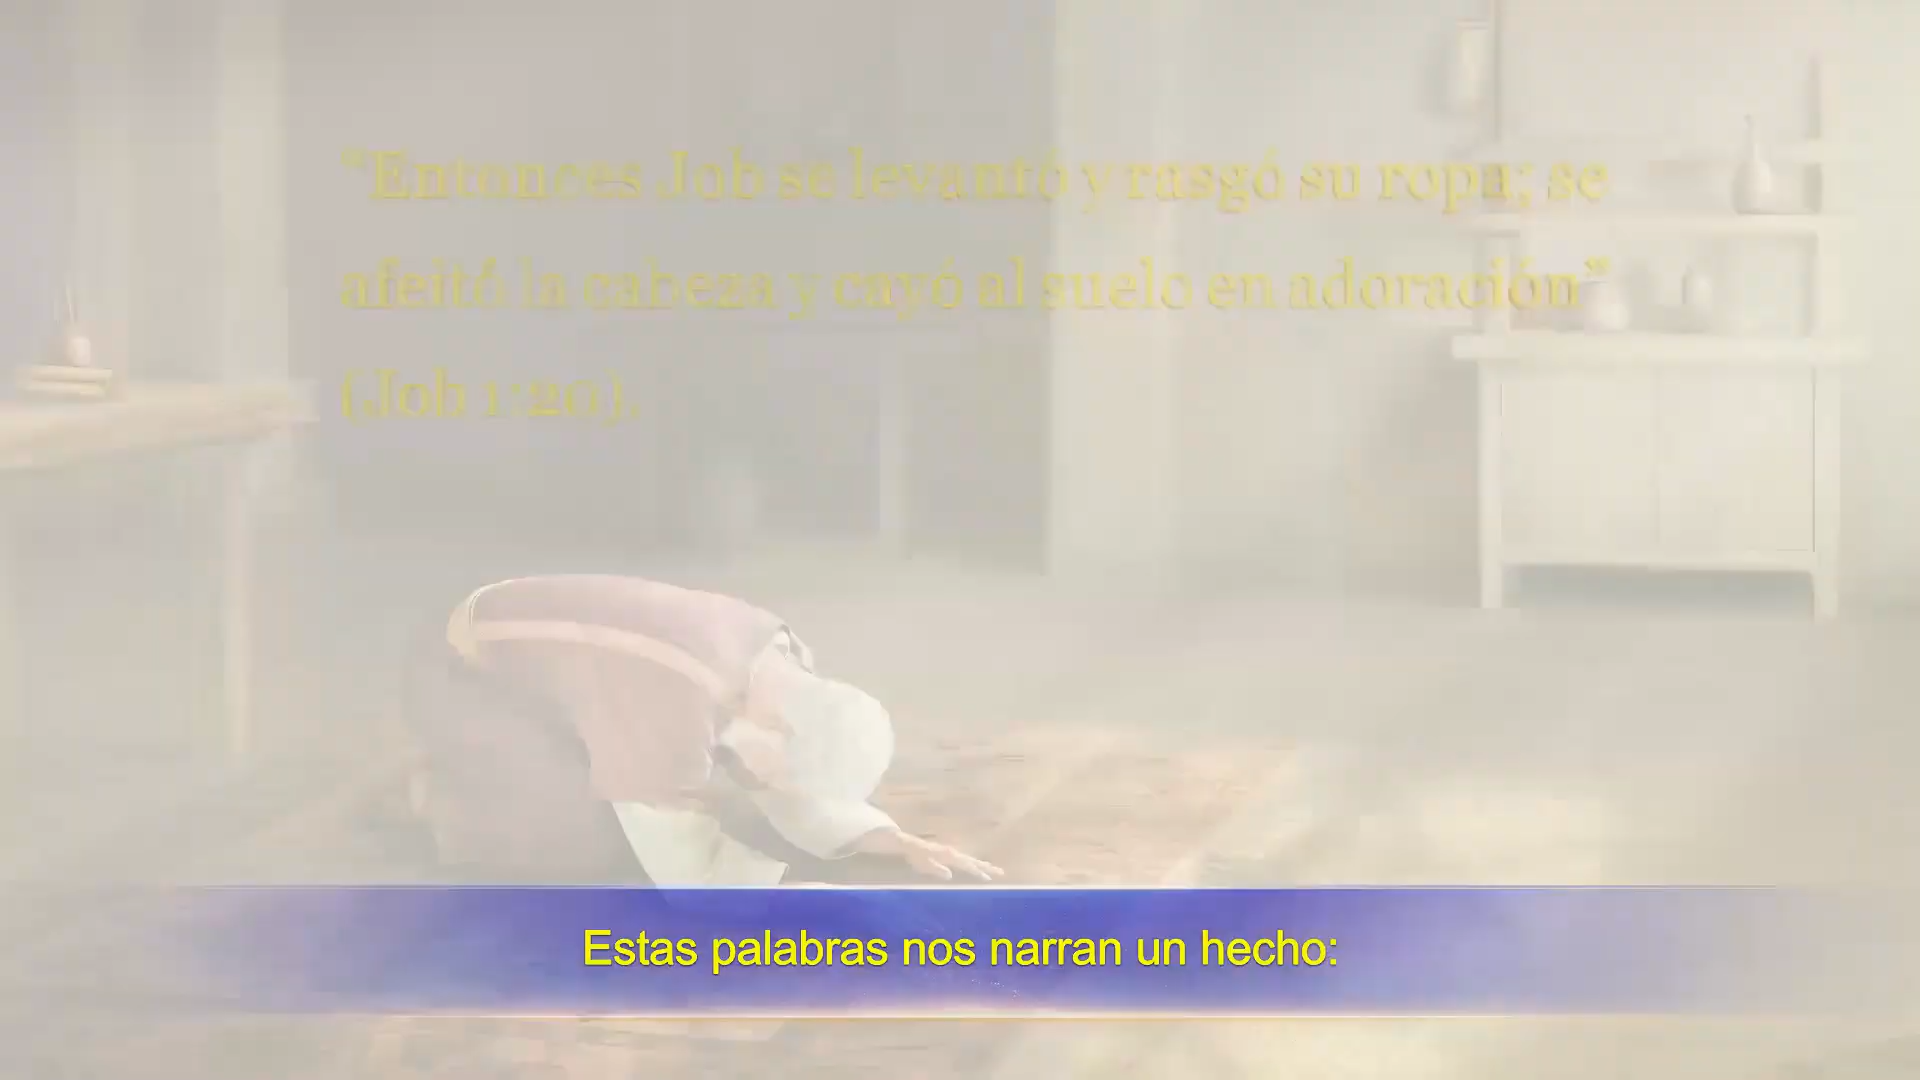 “Entonces Job se levantó y rasgó su ropa; se
afeitó la cabeza y cayó al suelo en adoración”
(Job 1:20).
Estas palabras nos narran un hecho: